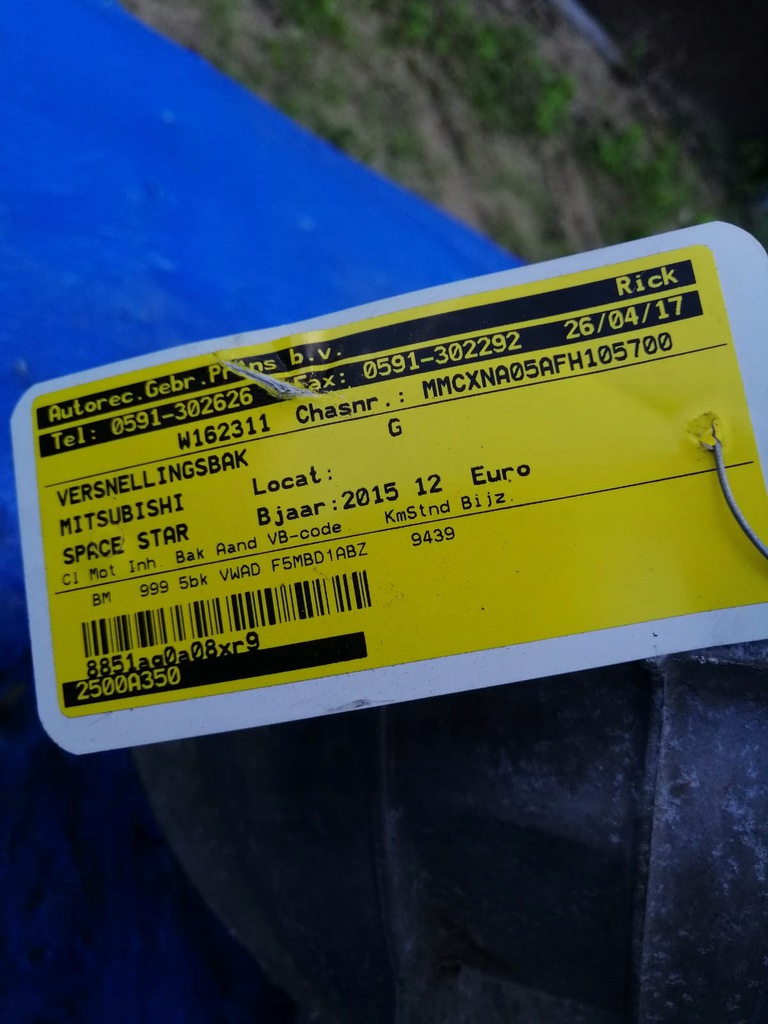 Rick
Autorec.Gebr.Prins b.v.
Tel: 0591-302626 Fax: 0591-302292 26/04/17
W162311 Chasnr.: MMCXNA05AFH105700
VERSNELLINGSBAK G
MITSUBISHI Locat:
SPACE STAR Bjaar:2015 12 Euro
Cl Mot Inh. Bak Aand VB-code KmStnd Bijz.
BM 999 5bk VWAD F5MBD1ABZ 9439
8851ag0a08xr9
2500A350